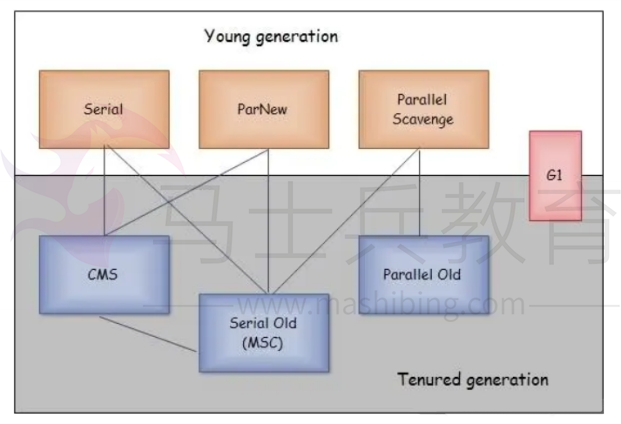 Young generation
Serial
ParNew
Parallel
Scavenge
G1
马士兵教育
CMS
Parallel Old
www.mashibing.com
Serial Old
(MSC)
Tenured generation